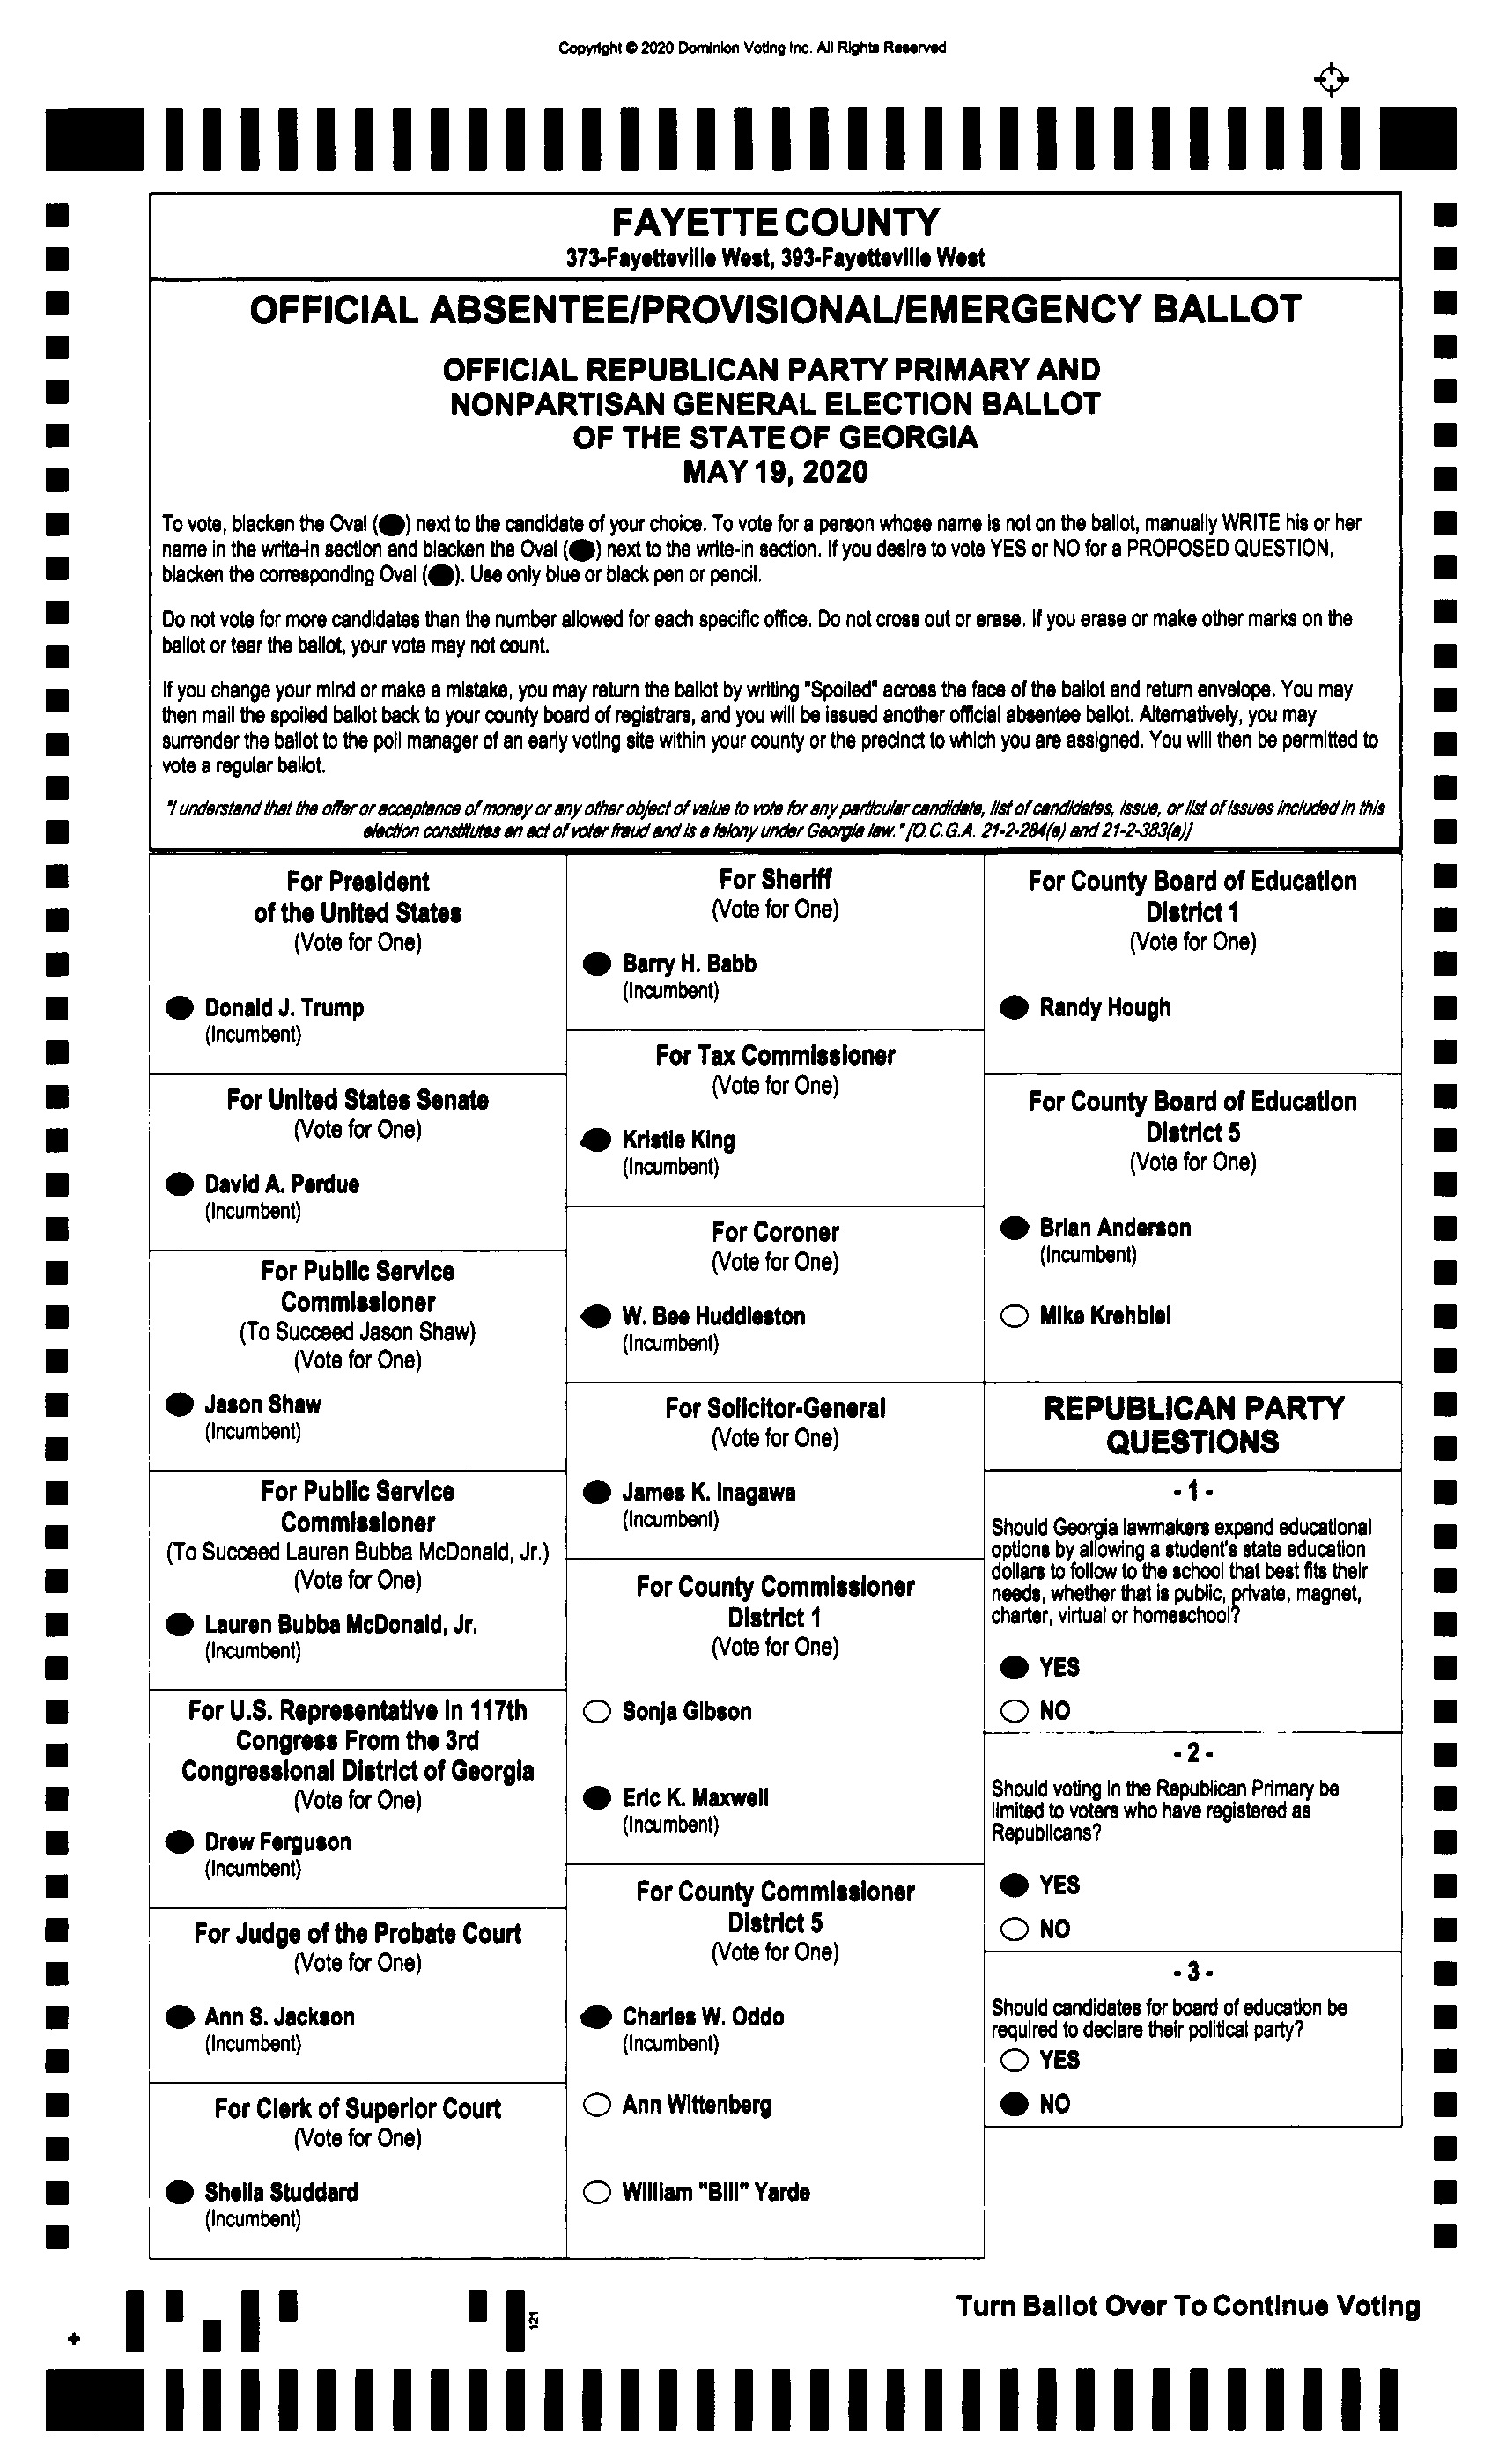 Copyright © 2020 Dominion Voting Inc. All Rights Reserved
FAYETTE COUNTY
373-Fayetteville West, 393-Fayetteville West
OFFICIAL ABSENTEE/PROVISIONAL/EMERGENCY BALLOT
OFFICIAL REPUBLICAN PARTY PRIMARY AND
NONPARTISAN GENERAL ELECTION BALLOT
OF THE STATE OF GEORGIA
MAY 19, 2020
To vote, blacken the Oval ( ) next to the candidate of your choice. To vote for a person whose name is not on the ballot, manually WRITE his or her
name in the write-in section and blacken the Oval ( ) next to the write-in section. If you desire to vote YES or NO for a PROPOSED QUESTION,
blacken the corresponding Oval ( ). Use only blue or black pen or pencil.
Do not vote for more candidates than the number allowed for each specific office. Do not cross out or erase. If you erase or make other marks on the
ballot or tear the ballot, your vote may not count.
If you change your mind or make a mistake, you may return the ballot by writing "Spoiled" across the face of the ballot and return envelope. You may
then mail the spoiled ballot back to your county board of registrars, and you will be issued another official absentee ballot. Alternatively, you may
surrender the ballot to the poll manager of an early voting site within your county or the precinct to which you are assigned. You will then be permitted to
vote a regular ballot.
"I understand that the offer or acceptance of money or any other object of value to vote for any particular candidate, list of candidates, issue, or list of issues included in this
election constitutes an act of voter fraud and is a felony under Georgia law." [O.C.G.A. 21-2-284(e) and 21-2-383(a)]
For President
of the United States
(Vote for One)
Donald J. Trump
(Incumbent)
For United States Senate
(Vote for One)
David A. Perdue
(Incumbent)
For Public Service
Commissioner
(To Succeed Jason Shaw)
(Vote for One)
Jason Shaw
(Incumbent)
For Public Service
Commissioner
(To Succeed Lauren Bubba McDonald, Jr.)
(Vote for One)
Lauren Bubba McDonald, Jr.
(Incumbent)
For U.S. Representative in 117th
Congress From the 3rd
Congressional District of Georgia
(Vote for One)
Drew Ferguson
(Incumbent)
For Judge of the Probate Court
(Vote for One)
Ann S. Jackson
(Incumbent)
For Clerk of Superior Court
(Vote for One)
Sheila Studdard
(Incumbent)
For Sheriff
(Vote for One)
Barry H. Babb
(Incumbent)
For Tax Commissioner
(Vote for One)
Kristie King
(Incumbent)
For Coroner
(Vote for One)
W. Bee Huddleston
(Incumbent)
For Solicitor-General
(Vote for One)
James K. Inagawa
(Incumbent)
For County Commissioner
District 1
(Vote for One)
Sonja Gibson
Eric K. Maxwell
(Incumbent)
For County Commissioner
District 5
(Vote for One)
Charles W. Oddo
(Incumbent)
Ann Wittenberg
William "Bill" Yarde
For County Board of Education
District 1
(Vote for One)
Randy Hough
For County Board of Education
District 5
(Vote for One)
Brian Anderson
(Incumbent)
Mike Krehbiel
REPUBLICAN PARTY
QUESTIONS
- 1 -
Should Georgia lawmakers expand educational
options by allowing a student's state education
dollars to follow to the school that best fits their
needs, whether that is public, private, magnet,
charter, virtual or homeschool?
YES
NO
- 2 -
Should voting in the Republican Primary be
limited to voters who have registered as
Republicans?
YES
NO
- 3 -
Should candidates for board of education be
required to declare their political party?
YES
NO
121
Turn Ballot Over To Continue Voting